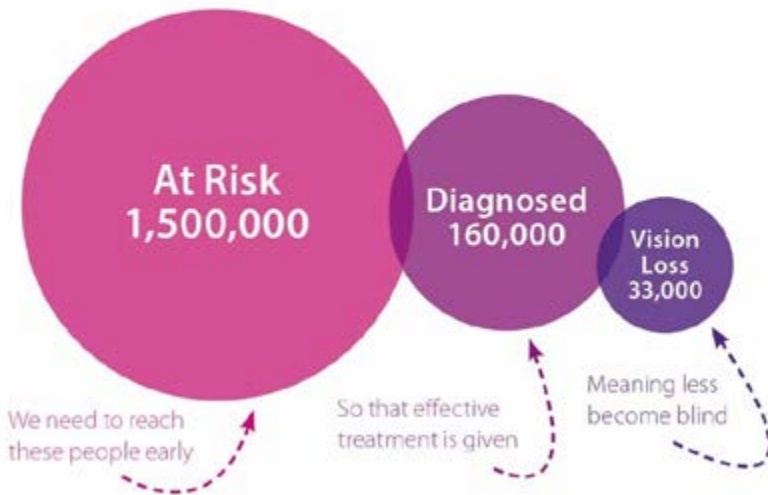 At Risk
1,500,000
Diagnosed
160,000
Vision
Loss
33,000
We need to reach
these people early
So that effective
treatment is given
Meaning less
become blind